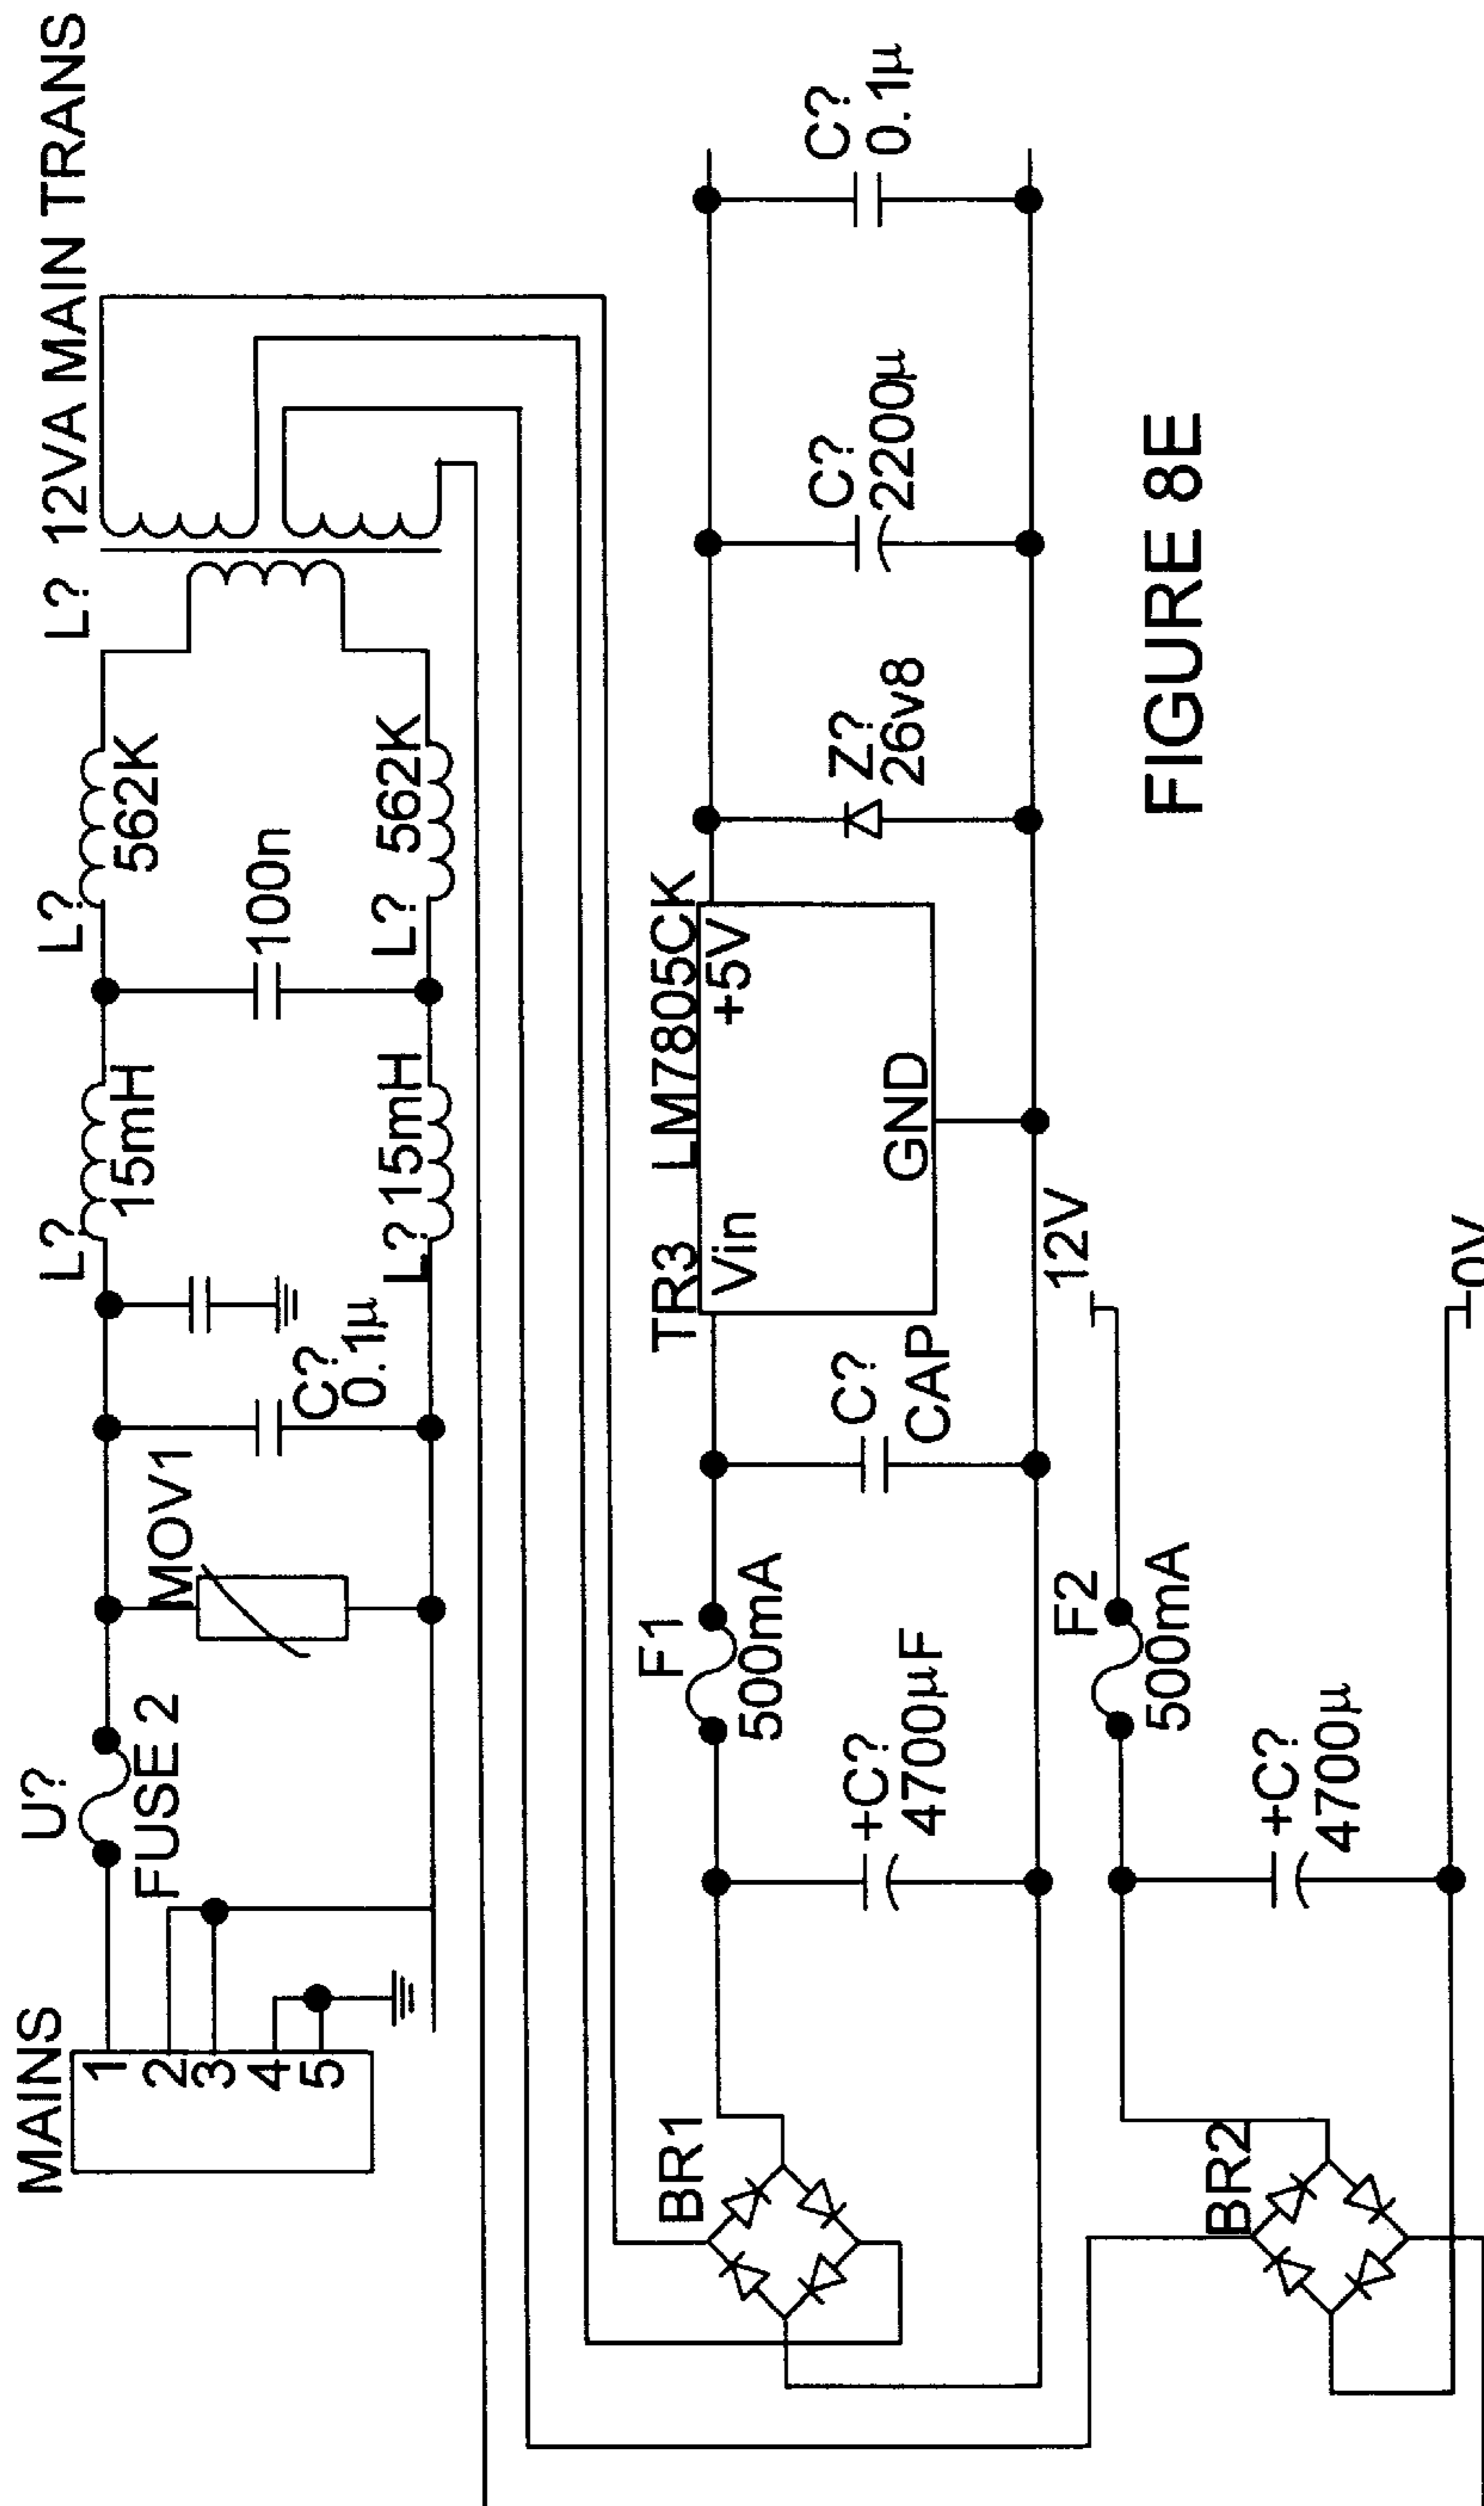 MAINS
1
2
3
4
5
U?
FUSE 2
MOV1
C?
0.1µ
L?
15mH
L?
15mH
100n
L?
562K
L?
562K
L?
12VA MAIN TRANS
BR1
+C?
4700µF
F1
500mA
C?
CAP
TR3
LM7805CK
Vin
+5V
GND
Z?
26v8
C?
2200µ
C?
0.1µ
BR2
+C?
4700µ
F2
500mA
12V
0V
FIGURE 8E